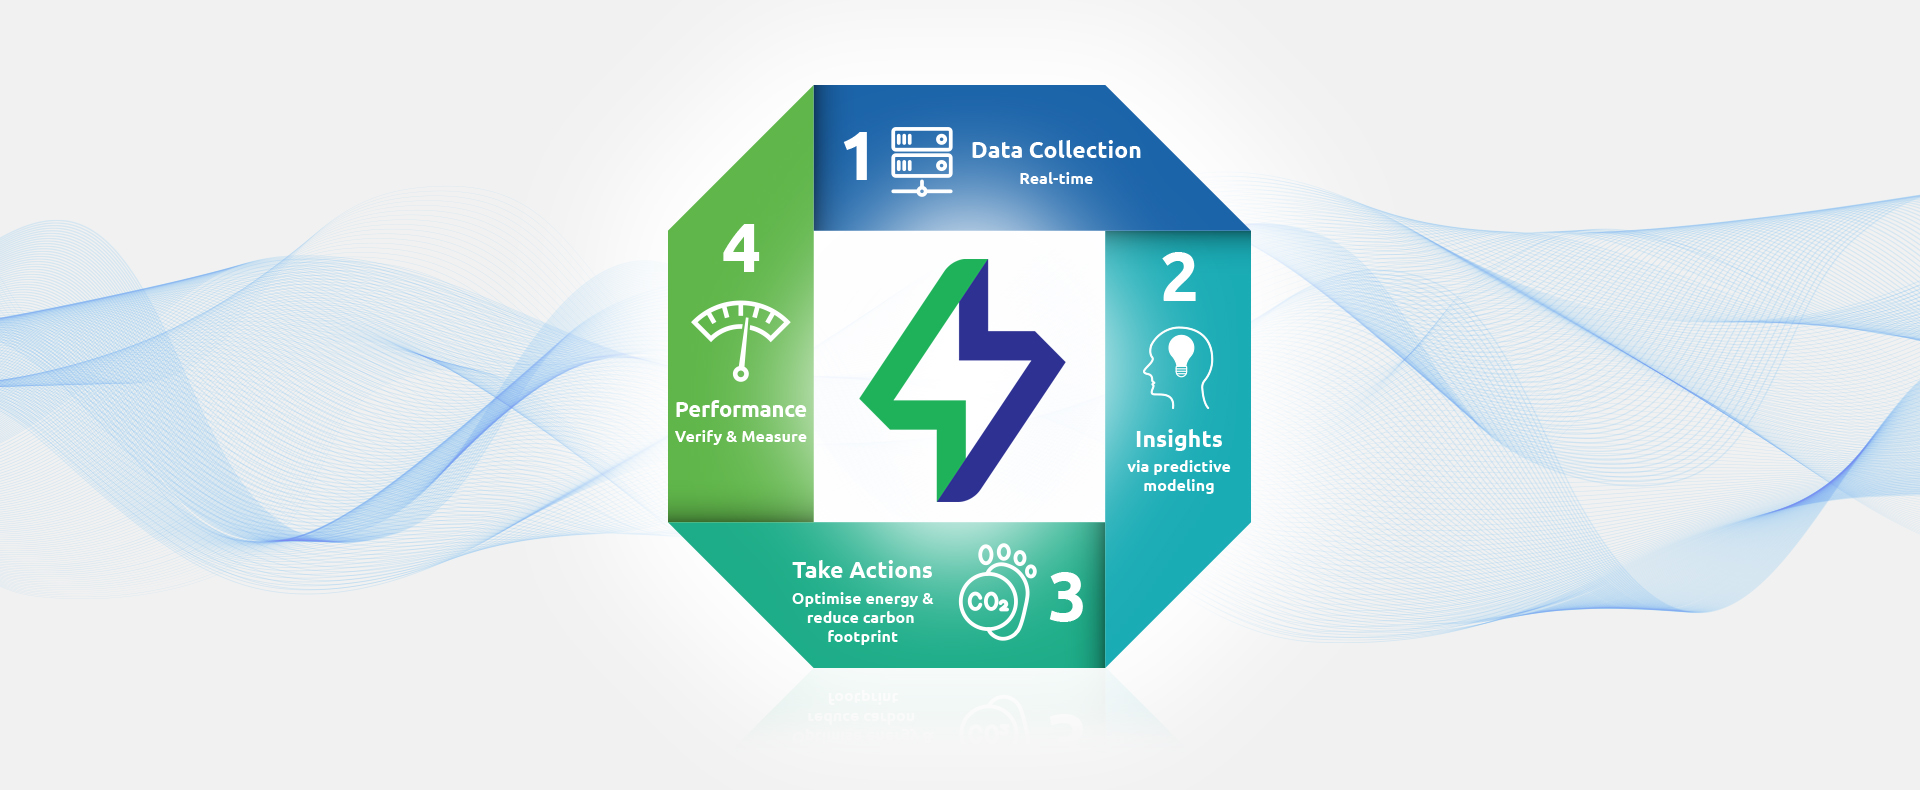 1
Data Collection
Real-time
2
Insights
via predictive
modeling
3
Take Actions
Optimise energy &
reduce carbon
footprint
CO2
4
Performance
Verify & Measure